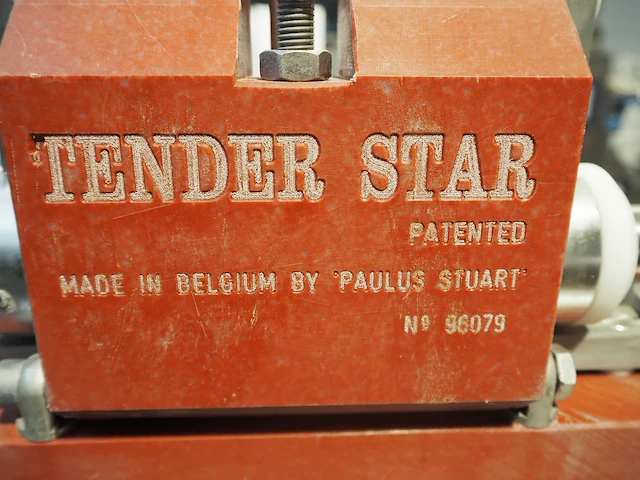 TENDER STAR
PATENTED
MADE IN BELGIUM BY 'PAULUS STUART'
Nº 96079